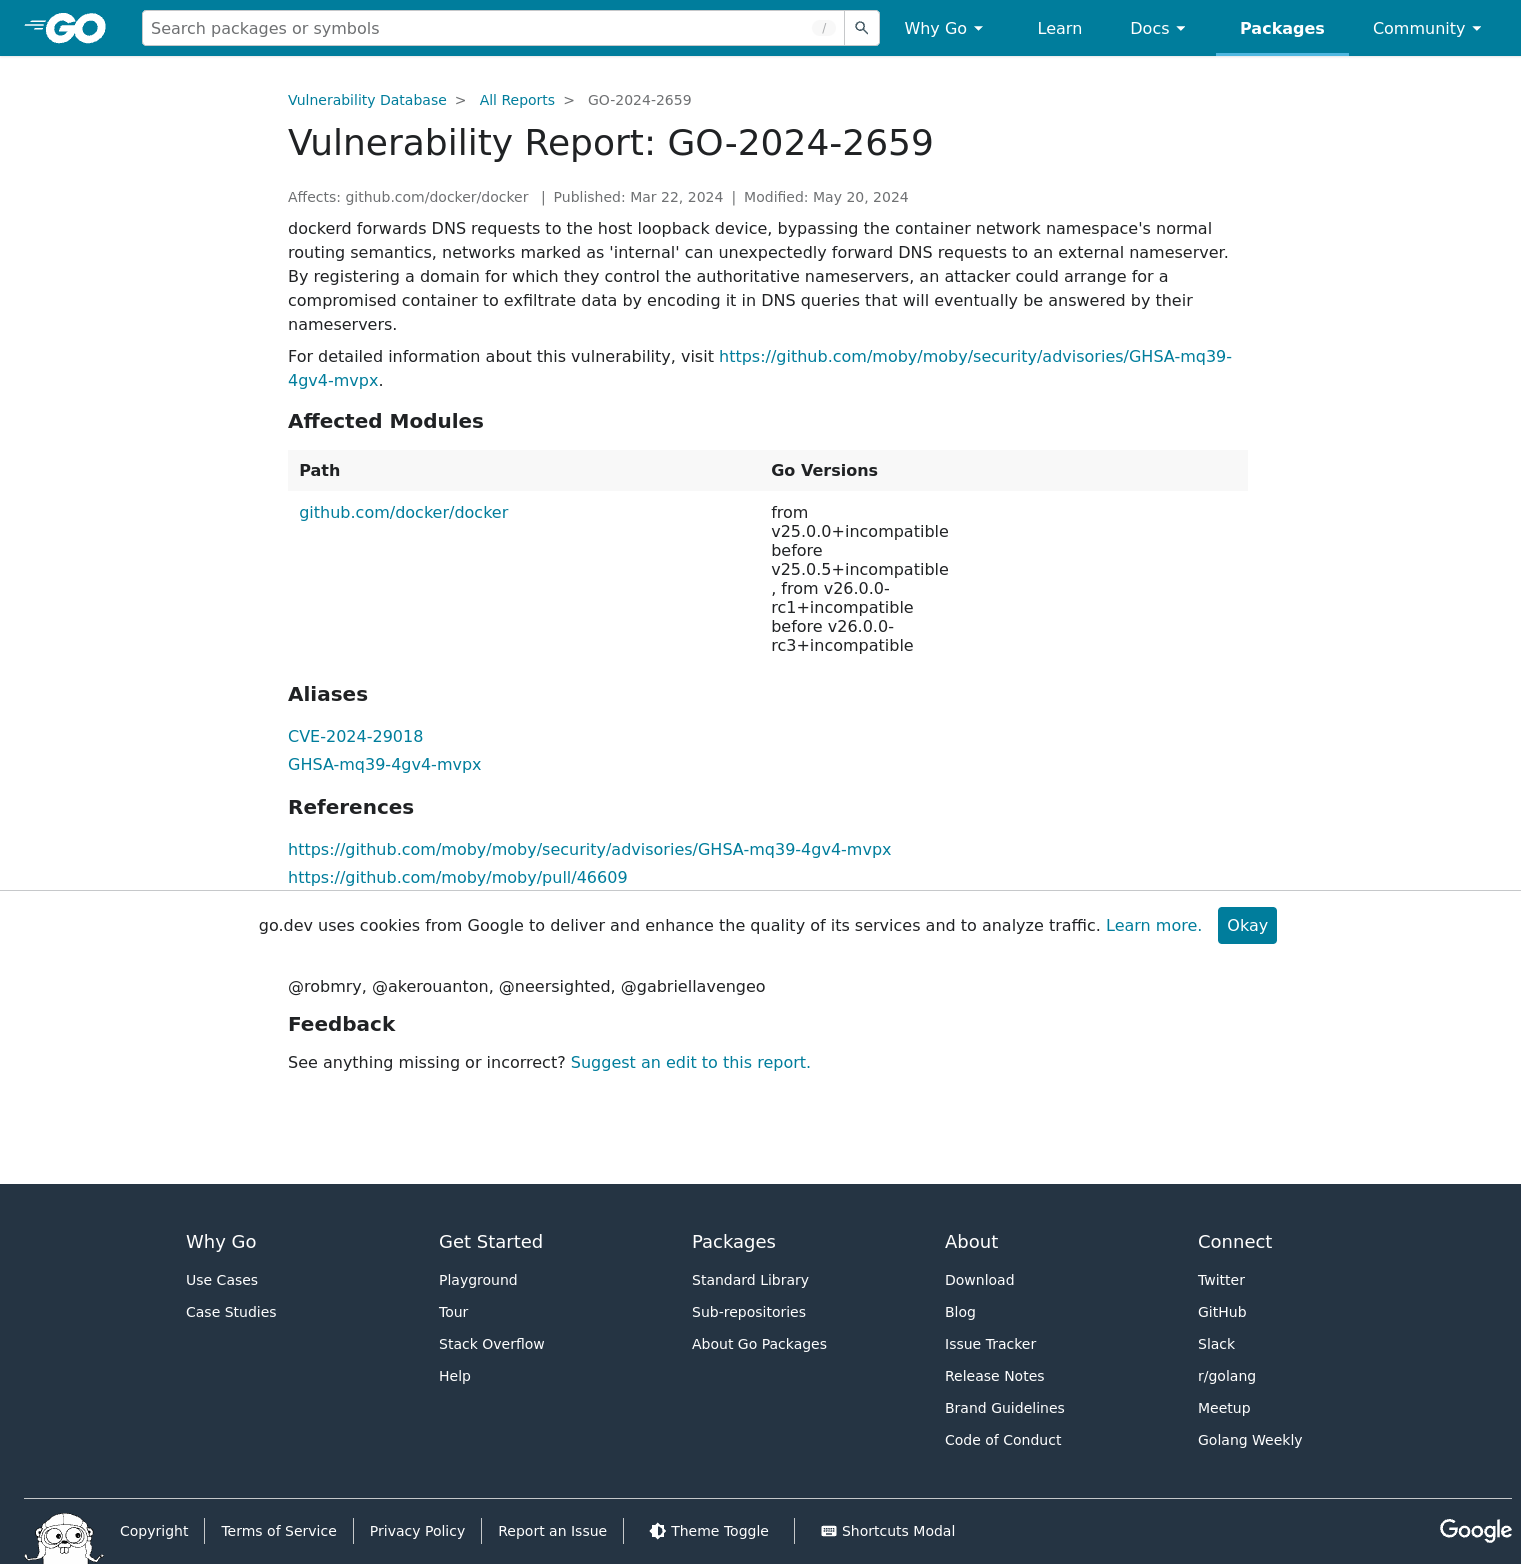 GO
Search packages or symbols
/
Why Go
Learn
Docs
Packages
Community
Vulnerability Database > All Reports > GO-2024-2659
Vulnerability Report: GO-2024-2659
Affects: github.com/docker/docker | Published: Mar 22, 2024 | Modified: May 20, 2024
dockerd forwards DNS requests to the host loopback device, bypassing the container network namespace's normal
routing semantics, networks marked as 'internal' can unexpectedly forward DNS requests to an external nameserver.
By registering a domain for which they control the authoritative nameservers, an attacker could arrange for a
compromised container to exfiltrate data by encoding it in DNS queries that will eventually be answered by their
nameservers.
For detailed information about this vulnerability, visit https://github.com/moby/moby/security/advisories/GHSA-mq39-
4gv4-mvpx.
Affected Modules
Path
Go Versions
github.com/docker/docker
from
v25.0.0+incompatible
before
v25.0.5+incompatible
, from v26.0.0-
rc1+incompatible
before v26.0.0-
rc3+incompatible
Aliases
CVE-2024-29018
GHSA-mq39-4gv4-mvpx
References
https://github.com/moby/moby/security/advisories/GHSA-mq39-4gv4-mvpx
https://github.com/moby/moby/pull/46609
go.dev uses cookies from Google to deliver and enhance the quality of its services and to analyze traffic. Learn more.
Okay
@robmry, @akerouanton, @neersighted, @gabriellavengeo
Feedback
See anything missing or incorrect? Suggest an edit to this report.
Why Go
Use Cases
Case Studies
Get Started
Playground
Tour
Stack Overflow
Help
Packages
Standard Library
Sub-repositories
About Go Packages
About
Download
Blog
Issue Tracker
Release Notes
Brand Guidelines
Code of Conduct
Connect
Twitter
GitHub
Slack
r/golang
Meetup
Golang Weekly
Copyright
Terms of Service
Privacy Policy
Report an Issue
Theme Toggle
Shortcuts Modal
Google